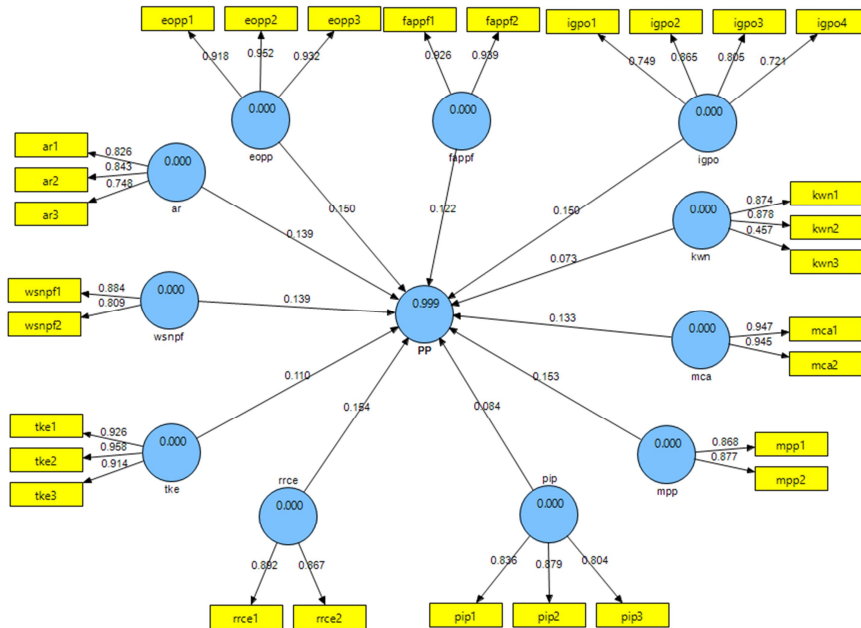 eopp1
eopp2
eopp3
fappf1
fappf2
igpo1
igpo2
igpo3
igpo4
0.918
0.952
0.932
0.926
0.939
0.749
0.865
0.805
0.721
0.000
eopp
0.000
fappf
0.000
igpo
ar1
ar2
ar3
0.826
0.843
0.748
0.000
ar
0.150
0.122
0.150
0.139
0.000
kwn
0.874
0.878
0.457
kwn1
kwn2
kwn3
0.073
wsnpf1
wsnpf2
0.884
0.809
0.000
wsnpf
0.139
0.999
PP
0.133
0.000
mca
0.947
0.945
mca1
mca2
0.110
0.154
0.084
0.153
tke1
tke2
tke3
0.926
0.958
0.914
0.000
tke
0.000
mpp
0.868
0.877
mpp1
mpp2
rrce
0.000
pip
0.000
0.892
0.867
0.836
0.879
0.804
rrce1
rrce2
pip1
pip2
pip3